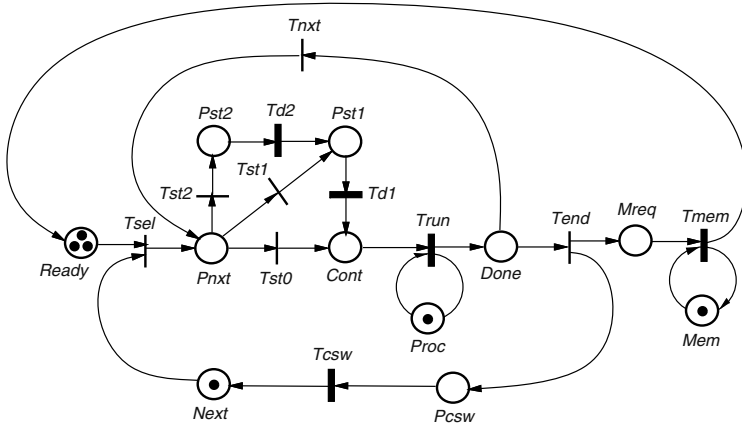 Tnxt
Pst2
Td2
Pst1
Tst1
Tst2
Td1
Tsel
Trun
Tend
Mreq
Tmem
Ready
Pnxt
Tst0
Cont
Done
Proc
Mem
Tcsw
Next
Pcsw